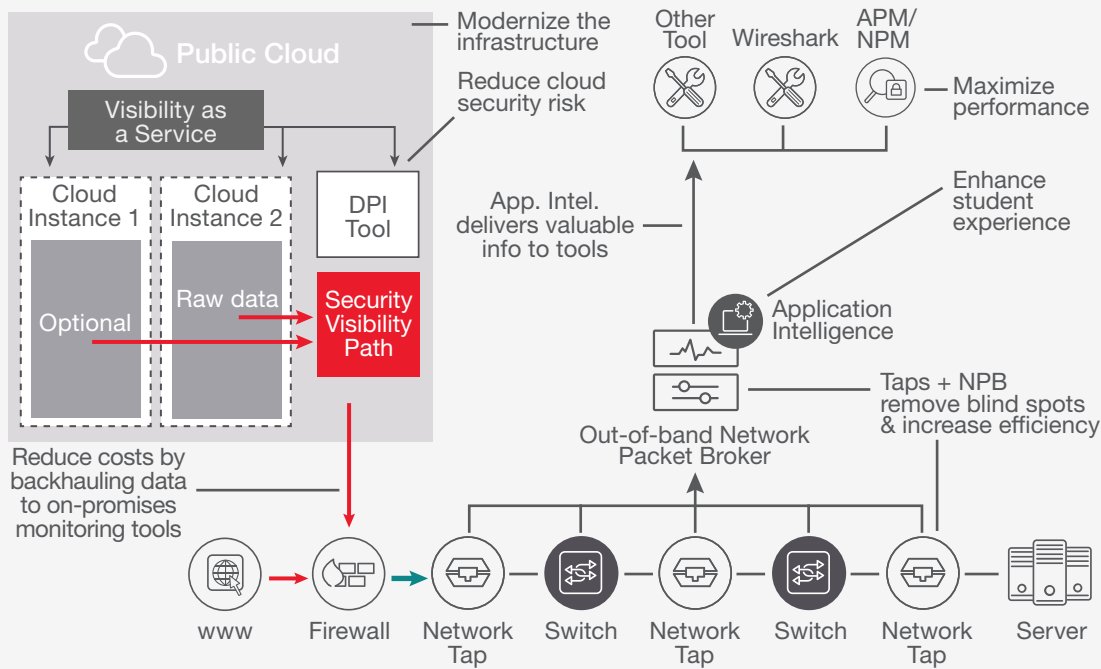 Public Cloud
Modernize the
infrastructure
Reduce cloud
security risk
Visibility as
a Service
Cloud
Instance 1
Cloud
Instance 2
DPI
Tool
Optional
Raw data
Security
Visibility
Path
Reduce costs by
backhauling data
to on-promises
monitoring tools
Other
Tool
Wireshark
APM/
NPM
Maximize
performance
App. Intel.
delivers valuable
info to tools
Enhance
student
experience
Application
Intelligence
Taps + NPB
remove blind spots
& increase efficiency
Out-of-band Network
Packet Broker
www
Firewall
Network
Tap
Switch
Network
Tap
Switch
Network
Tap
Server